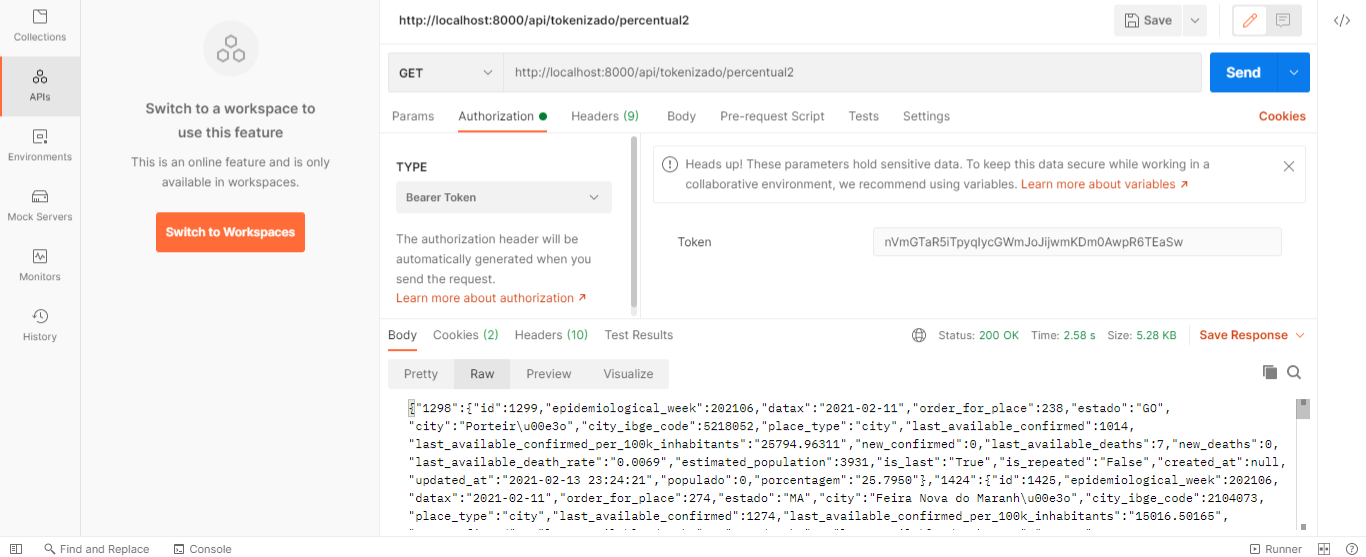 Collections
APIs
Environments
Mock Servers
Monitors
History
Switch to a workspace to
use this feature
This is an online feature and is only
available in workspaces.
Switch to Workspaces
http://localhost:8000/api/tokenizado/percentual2
Save
GET
http://localhost:8000/api/tokenizado/percentual2
Send
Params Authorization Headers (9) Body Pre-request Script Tests Settings Cookies
TYPE
Bearer Token
The authorization header will be
automatically generated when you
send the request.
Learn more about authorization ↗
Heads up! These parameters hold sensitive data. To keep this data secure while working in a
collaborative environment, we recommend using variables. Learn more about variables ↗
Token
nVmGTaR5iTpyqIycGWmJoJijwmKDm0AwpR6TEaSw
Body Cookies (2) Headers (10) Test Results Status: 200 OK Time: 2.58 s Size: 5.28 KB Save Response
Pretty Raw Preview Visualize
{"1298":{"id":1299,"epidemiological_week":202106,"datax":"2021-02-11","order_for_place":238,"estado":"GO",
"city":"Porteir\u00e3o","city_ibge_code":5218052,"place_type":"city","last_available_confirmed":1014,
"last_available_confirmed_per_100k_inhabitants":"25794.96311","new_confirmed":0,"last_available_deaths":7,"new_deaths":0,
"last_available_death_rate":"0.0069","estimated_population":3931,"is_last":"True","is_repeated":"False","created_at":null,
"updated_at":"2021-02-13 23:24:21","populado":0,"porcentagem":"25.7950"},"1424":{"id":1425,"epidemiological_week":202106,
"datax":"2021-02-11","order_for_place":274,"estado":"MA","city":"Feira Nova do Maranh\u00e3o","city_ibge_code":2104073,
"place_type":"city","last_available_confirmed":1274,"last_available_confirmed_per_100k_inhabitants":"15016.50165",
Find and Replace Console Runner